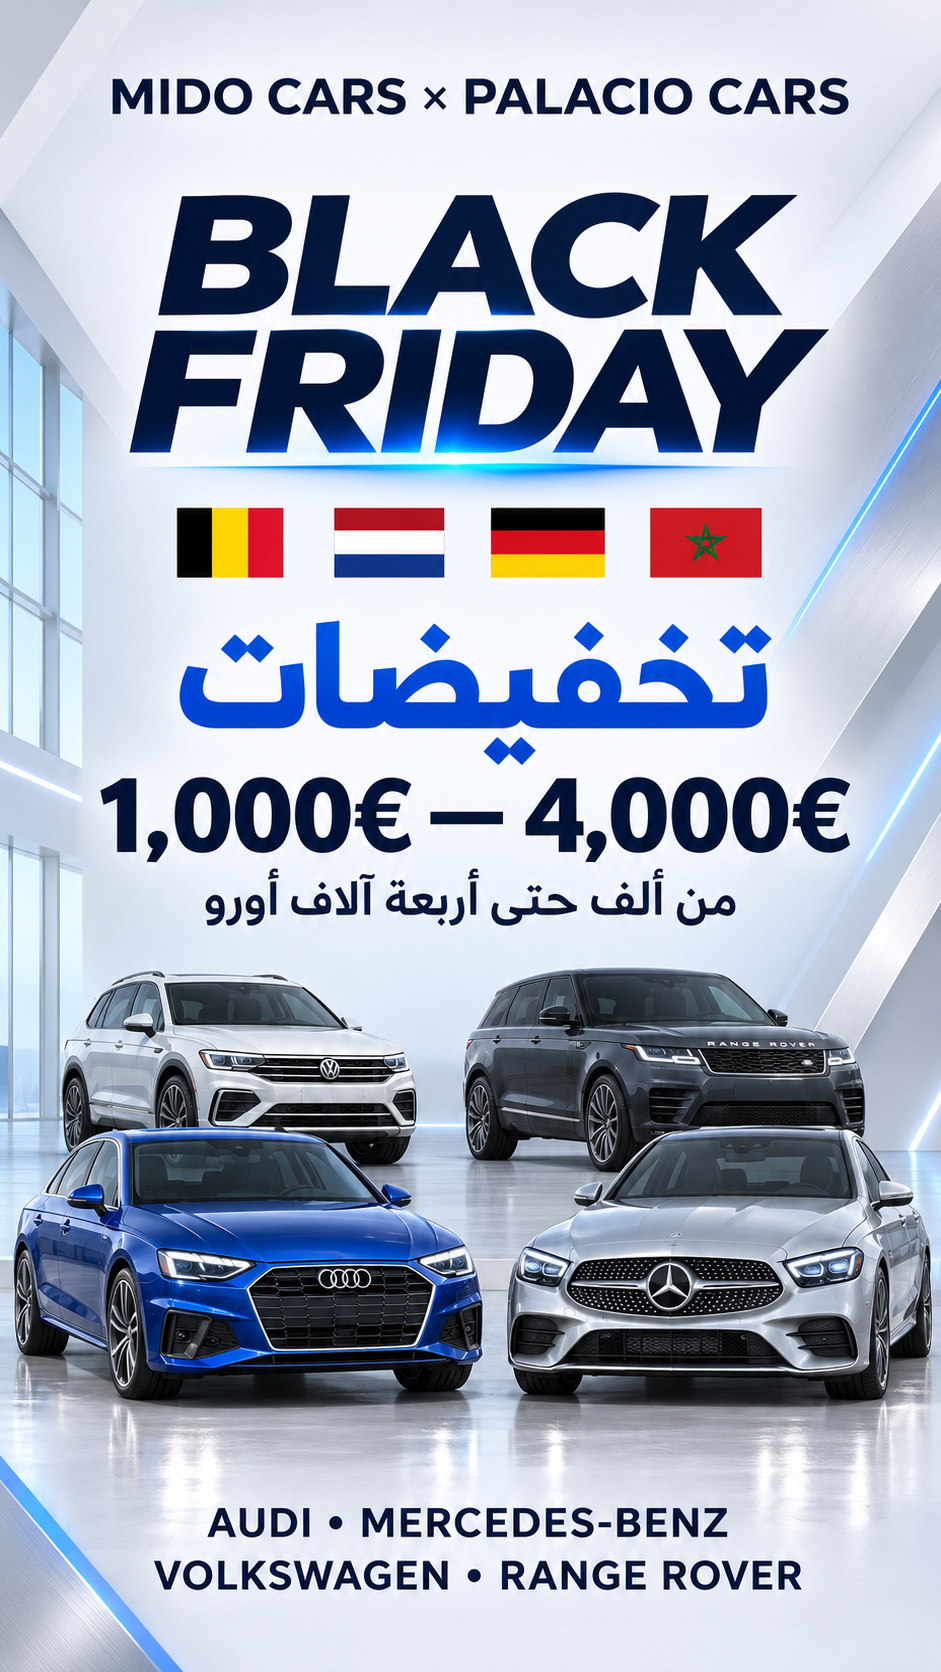 MIDO CARS × PALACIO CARS
BLACK
FRIDAY
تخفيضات
1,000€ — 4,000€
من ألف حتى أربعة آلاف أورو
RANGE ROVER
AUDI • MERCEDES-BENZ
VOLKSWAGEN • RANGE ROVER